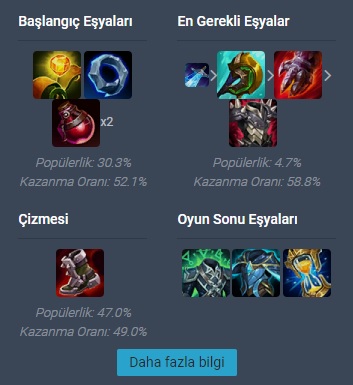 Başlangıç Eşyaları
x2
Popülerlik: 30.3%
Kazanma Oranı: 52.1%
En Gerekli Eşyalar
Popülerlik: 4.7%
Kazanma Oranı: 58.8%
Çizmesi
Popülerlik: 47.0%
Kazanma Oranı: 49.0%
Oyun Sonu Eşyaları
Daha fazla bilgi